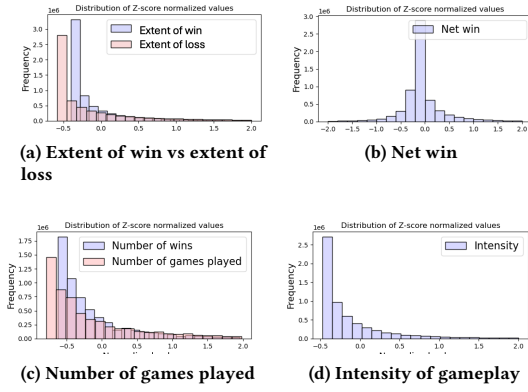 Distribution of Z-score normalized values
1e6
Frequency
3.0
2.5
2.0
1.5
1.0
0.5
0.0
Extent of win
Extent of loss
−0.5 0.0 0.5 1.0 1.5 2.0
(a) Extent of win vs extent of
loss
Distribution of Z-score normalized values
1e6
Frequency
3.0
2.5
2.0
1.5
1.0
0.5
0.0
Net win
−2.0 −1.5 −1.0 −0.5 0.0 0.5 1.0 1.5 2.0
(b) Net win
Distribution of Z-score normalized values
1e6
Frequency
1.75
1.50
1.25
1.00
0.75
0.50
0.25
0.00
Number of wins
Number of games played
−0.5 0.0 0.5 1.0 1.5 2.0
(c) Number of games played
Distribution of Z-score normalized values
1e6
Frequency
2.5
2.0
1.5
1.0
0.5
0.0
Intensity
−0.5 0.0 0.5 1.0 1.5 2.0
(d) Intensity of gameplay